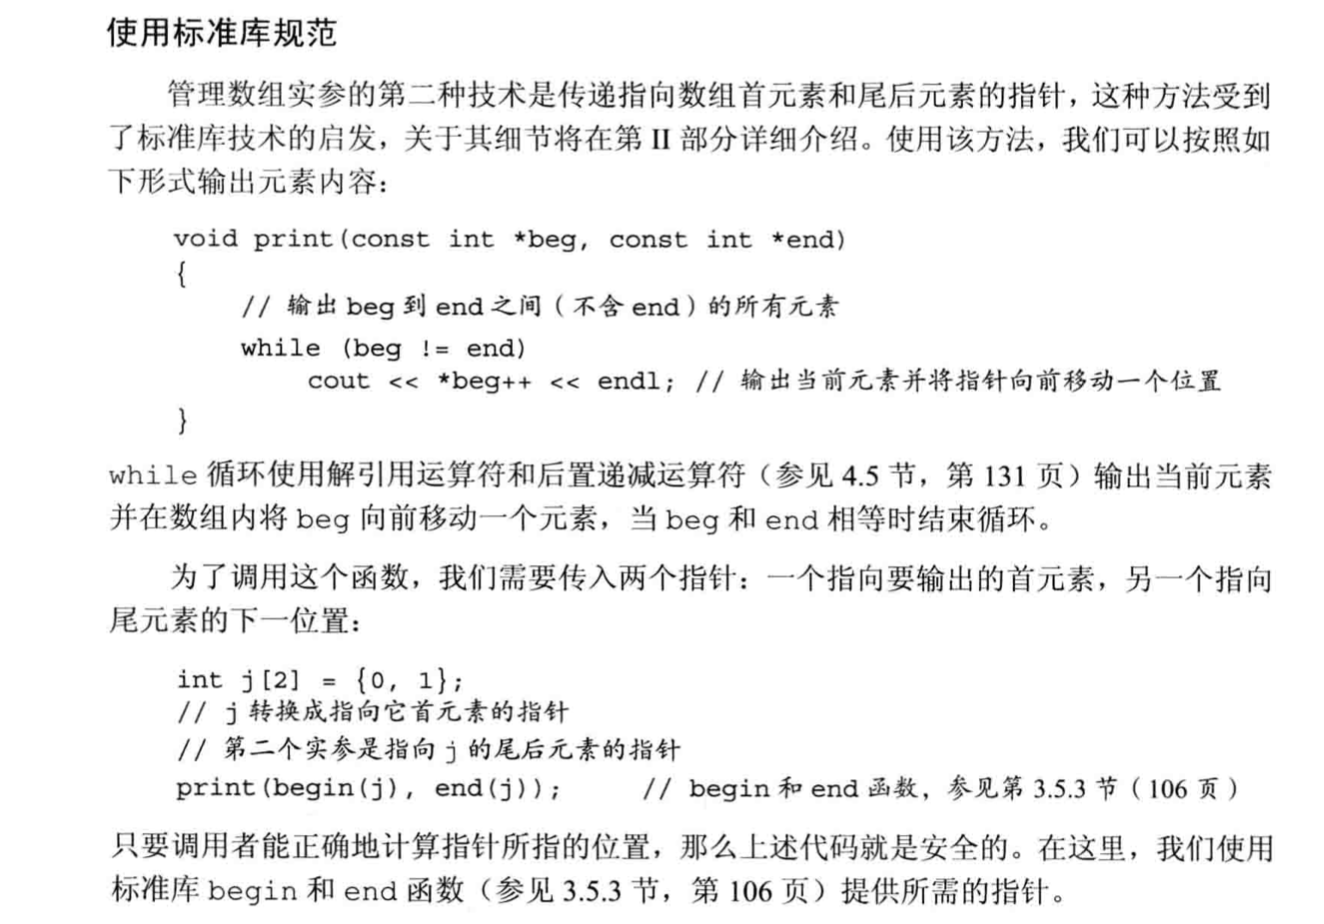 使用标准库规范
管理数组实参的第二种技术是传递指向数组首元素和尾后元素的指针，这种方法受到
了标准库技术的启发，关于其细节将在第 II 部分详细介绍。使用该方法，我们可以按照如
下形式输出元素内容：
void print(const int *beg, const int *end)
{
// 输出 beg 到 end 之间（不含 end）的所有元素
while (beg != end)
cout << *beg++ << endl; // 输出当前元素并将指针向前移动一个位置
}
while 循环使用解引用运算符和后置递减运算符（参见 4.5 节，第 131 页）输出当前元素
并在数组内将 beg 向前移动一个元素，当 beg 和 end 相等时结束循环。
为了调用这个函数，我们需要传入两个指针：一个指向要输出的首元素，另一个指向
尾元素的下一位置：
int j[2] = {0, 1};
// j 转换成指向它首元素的指针
// 第二个实参是指向 j 的尾后元素的指针
print(begin(j), end(j)); // begin 和 end 函数，参见第 3.5.3 节（106 页）
只要调用者能正确地计算指针所指的位置，那么上述代码就是安全的。在这里，我们使用
标准库 begin 和 end 函数（参见 3.5.3 节，第 106 页）提供所需的指针。